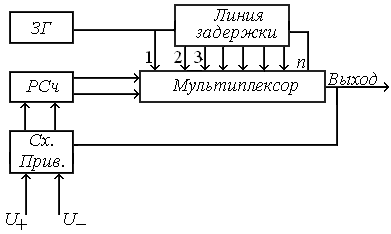 ЗГ
Линия
задержки
1
2
3
n
РСч
Мультиплексор
Выход
Сх.
Прив.
U+
U−